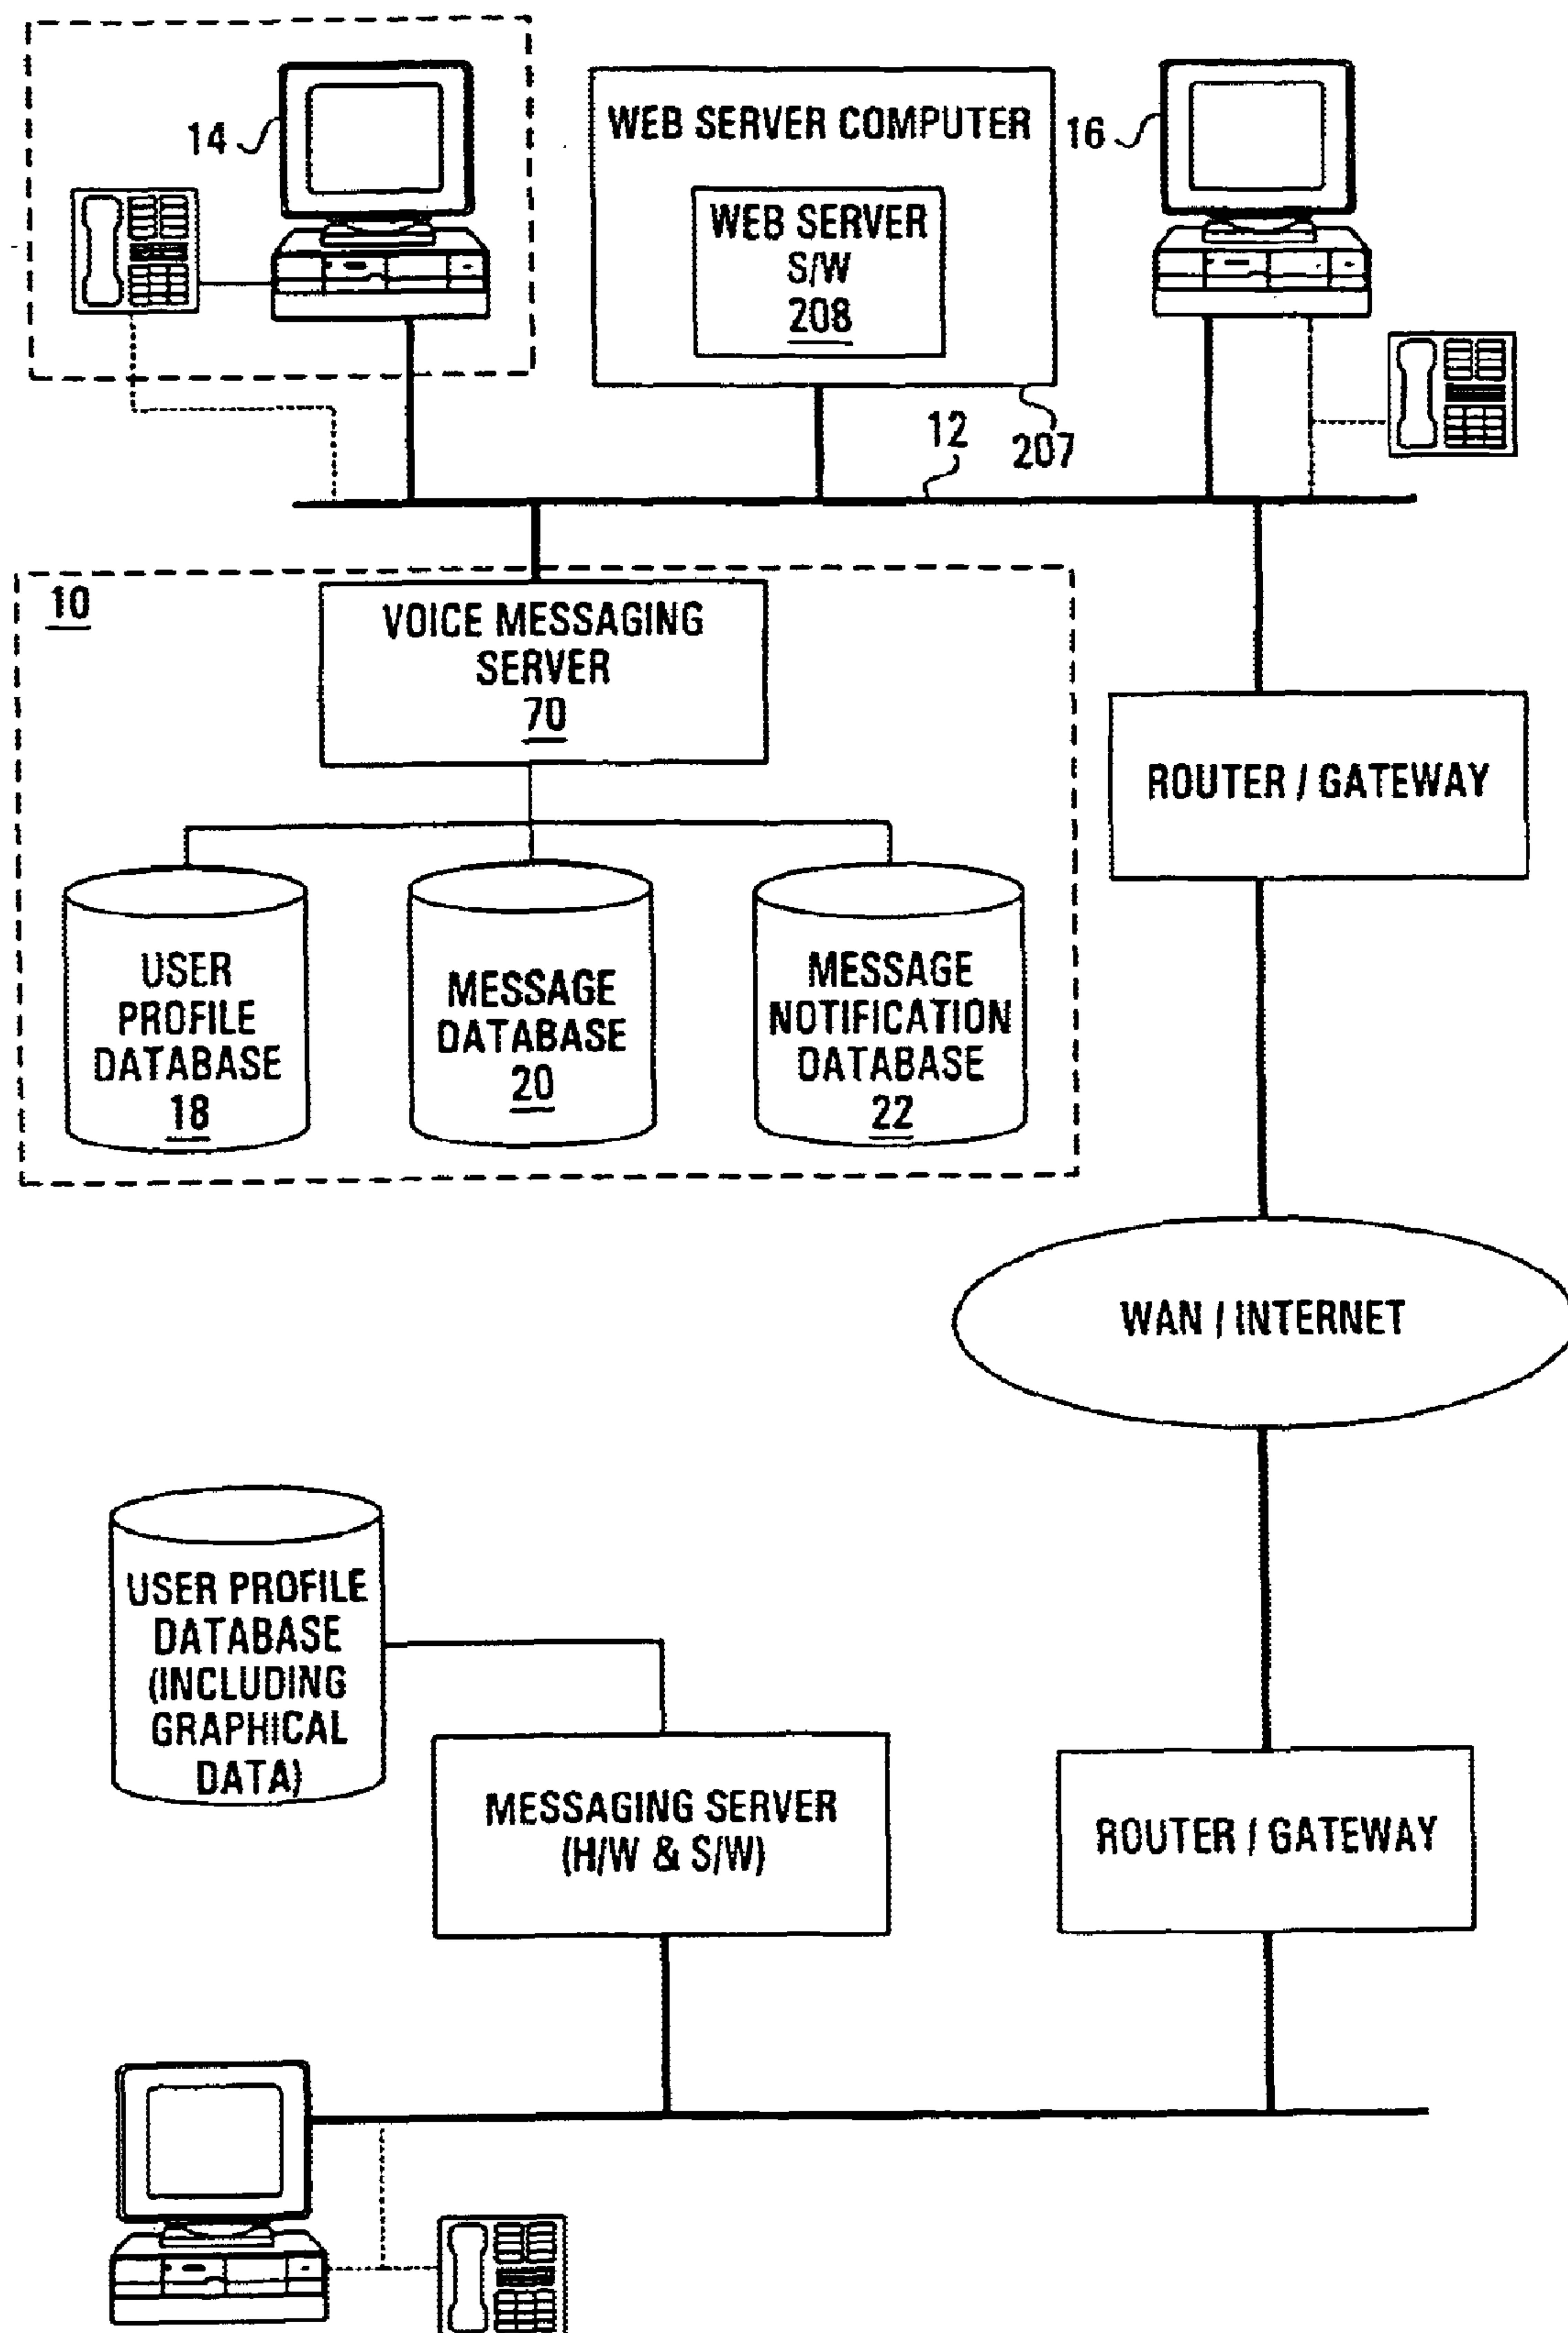 14
WEB SERVER COMPUTER
WEB SERVER
S/W
208
16
12
207
10
VOICE MESSAGING
SERVER
70
ROUTER / GATEWAY
USER
PROFILE
DATABASE
18
MESSAGE
DATABASE
20
MESSAGE
NOTIFICATION
DATABASE
22
WAN / INTERNET
USER PROFILE
DATABASE
(INCLUDING
GRAPHICAL
DATA)
MESSAGING SERVER
(H/W & S/W)
ROUTER / GATEWAY